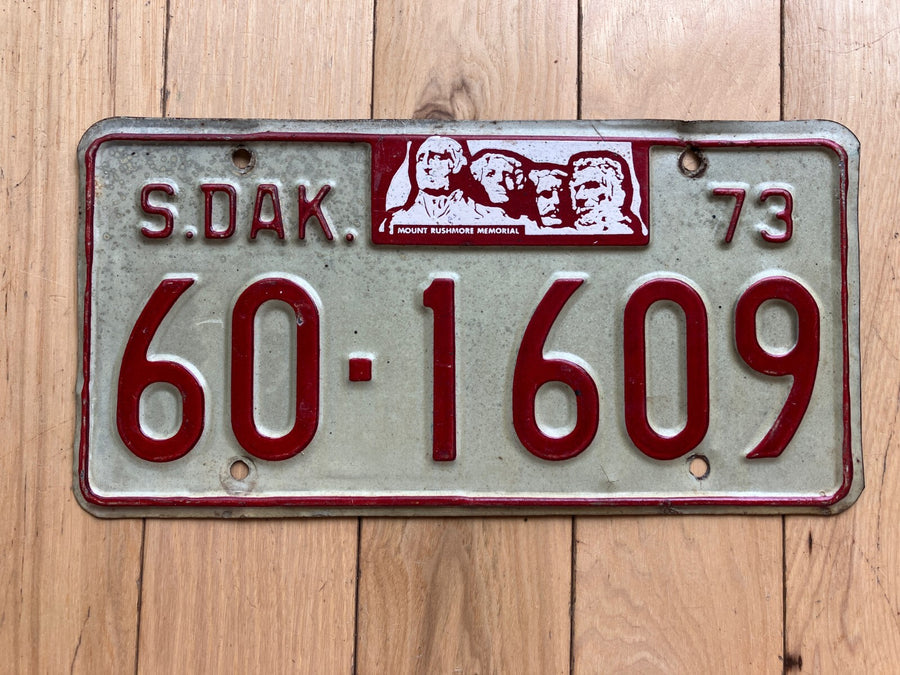 S.DAK. 73
MOUNT RUSHMORE MEMORIAL
60·1609